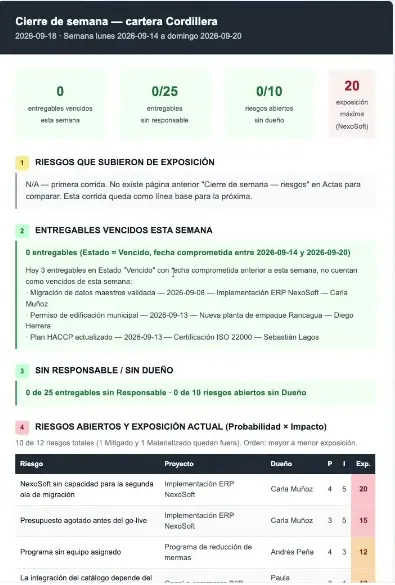 Cierre de semana — cartera Cordillera
2026-09-18 · Semana lunes 2026-09-14 a domingo 2026-09-20
0
entregables vencidos
esta semana
0/25
entregables
sin responsable
0/10
riesgos abiertos
sin dueño
20
exposición
máxima
(NexoSoft)
1 RIESGOS QUE SUBIERON DE EXPOSICIÓN
N/A — primera corrida. No existe página anterior "Cierre de semana — riesgos" en Actas para
comparar. Esta corrida queda como línea base para la próxima.
2 ENTREGABLES VENCIDOS ESTA SEMANA
0 entregables (Estado = Vencido, fecha comprometida entre 2026-09-14 y 2026-09-20)
Hay 3 entregables en Estado "Vencido" con fecha comprometida anterior a esta semana, no cuentan
como vencidos de esta semana:
· Migración de datos maestros validada — 2026-09-08 — Implementación ERP NexoSoft — Carla
Muñoz
· Permiso de edificación municipal — 2026-09-13 — Nueva planta de empaque Rancagua — Diego
Herrera
· Plan HACCP actualizado — 2026-09-13 — Certificación ISO 22000 — Sebastián Lagos
3 SIN RESPONSABLE / SIN DUEÑO
0 de 25 entregables sin Responsable · 0 de 10 riesgos abiertos sin Dueño
4 RIESGOS ABIERTOS Y EXPOSICIÓN ACTUAL (Probabilidad × Impacto)
10 de 12 riesgos totales (1 Mitigado y 1 Materializado quedan fuera). Orden: mayor a menor exposición.
Riesgo Proyecto Dueño P I Exp.
NexoSoft sin capacidad para la segunda
ola de migración
Implementación ERP
NexoSoft
Carla Muñoz 4 5 20
Presupuesto agotado antes del go-live
Implementación ERP
NexoSoft
Carla Muñoz 3 5 15
Programa sin equipo asignado
Programa de reducción de
mermas
Andrés Peña 4 3 12
La integración del catálogo depende del
Paula